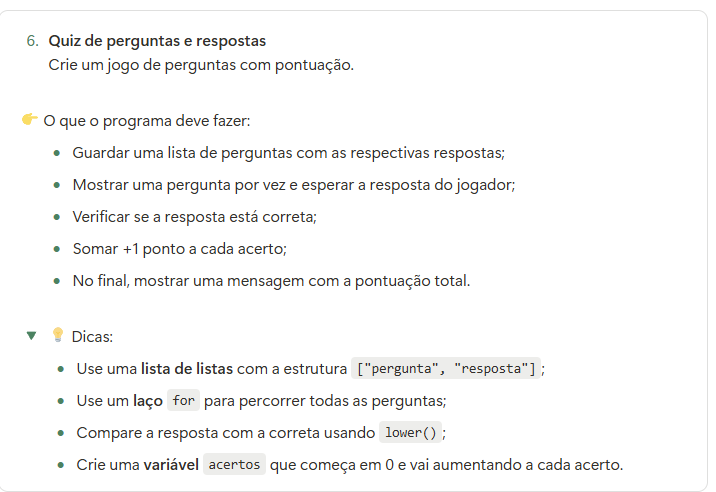 6. Quiz de perguntas e respostas
Crie um jogo de perguntas com pontuação.
👉 O que o programa deve fazer:
• Guardar uma lista de perguntas com as respectivas respostas;
• Mostrar uma pergunta por vez e esperar a resposta do jogador;
• Verificar se a resposta está correta;
• Somar +1 ponto a cada acerto;
• No final, mostrar uma mensagem com a pontuação total.
▼ 💡 Dicas:
• Use uma lista de listas com a estrutura ["pergunta", "resposta"];
• Use um laço for para percorrer todas as perguntas;
• Compare a resposta com a correta usando lower();
• Crie uma variável acertos que começa em 0 e vai aumentando a cada acerto.